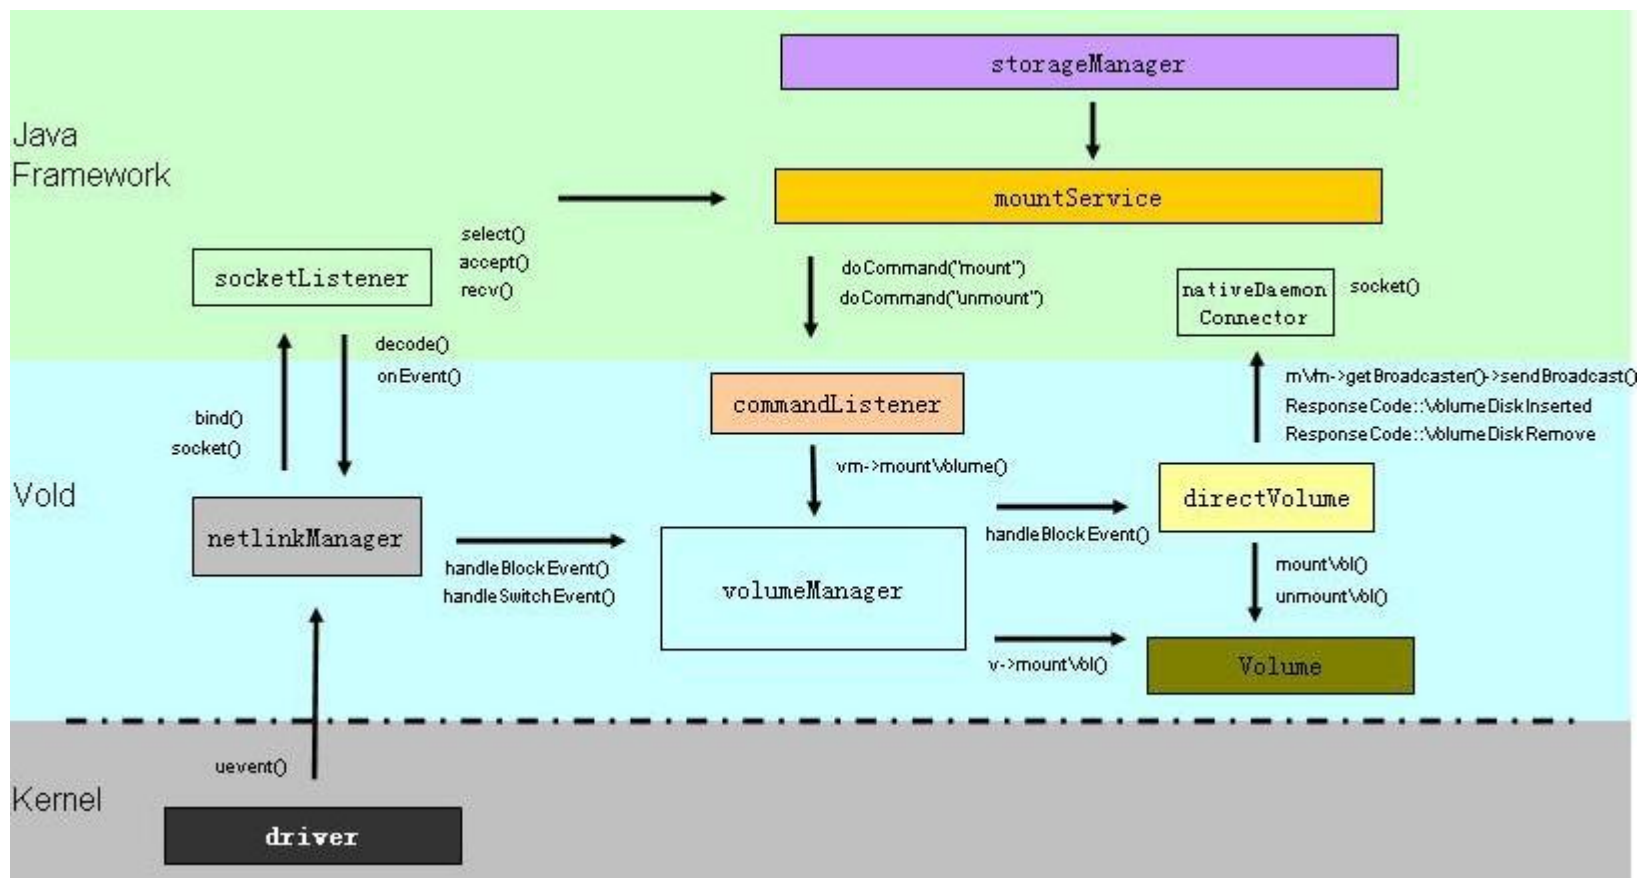 storageManager
Java
Framework
mountService
select()
accept()
recv()
socketListener
doCommand("mount")
doCommand("unmount")
nativeDaemon
Connector
socket()
decode()
onEvent()
bind()
socket()
commandListener
mVm->getBroadcaster()->sendBroadcast()
ResponseCode::VolumeDiskInserted
ResponseCode::VolumeDiskRemove
vm->mountVolume()
Vold
netlinkManager
handleBlockEvent()
handleSwitchEvent()
volumeManager
handleBlockEvent()
directVolume
mountVol()
unmountVol()
v->mountVol()
Volume
uevent()
Kernel
driver